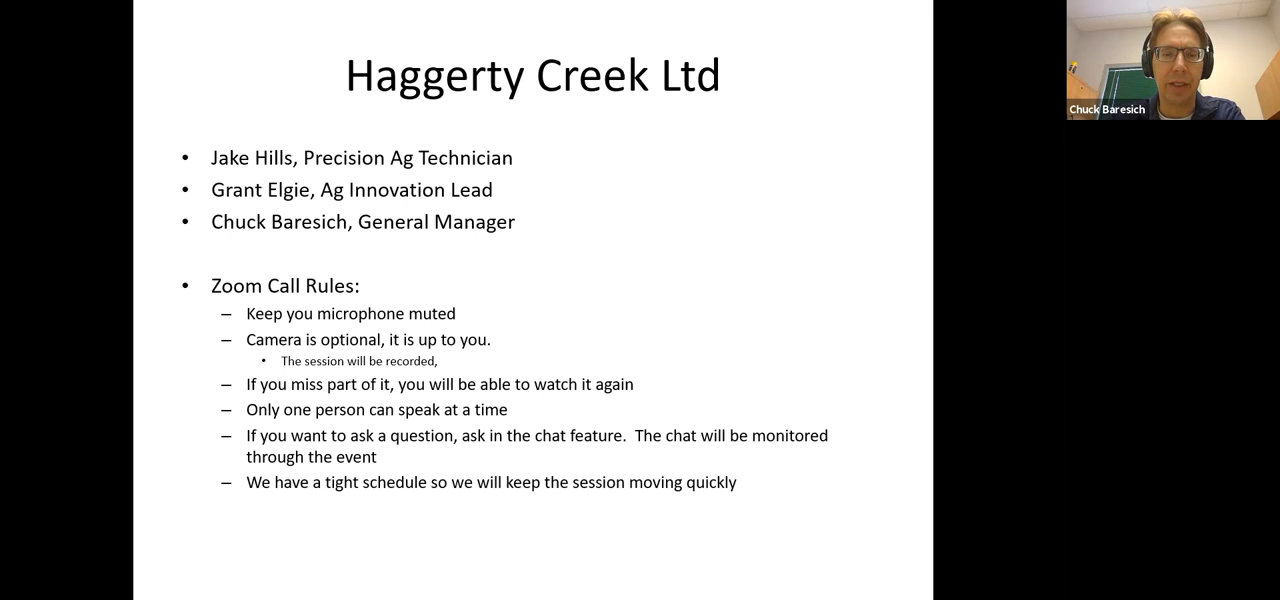 Haggerty Creek Ltd
• Jake Hills, Precision Ag Technician
• Grant Elgie, Ag Innovation Lead
• Chuck Baresich, General Manager
• Zoom Call Rules:
– Keep you microphone muted
– Camera is optional, it is up to you.
• The session will be recorded,
– If you miss part of it, you will be able to watch it again
– Only one person can speak at a time
– If you want to ask a question, ask in the chat feature.  The chat will be monitored
through the event
– We have a tight schedule so we will keep the session moving quickly
Chuck Baresich